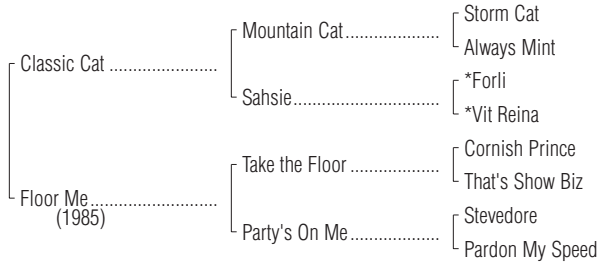 Storm Cat
Mountain Cat
Always Mint
Classic Cat
*Forli
Sahsie
*Vit Reina
Cornish Prince
Take the Floor
That's Show Biz
Floor Me
(1985)
Stevedore
Party's On Me
Pardon My Speed